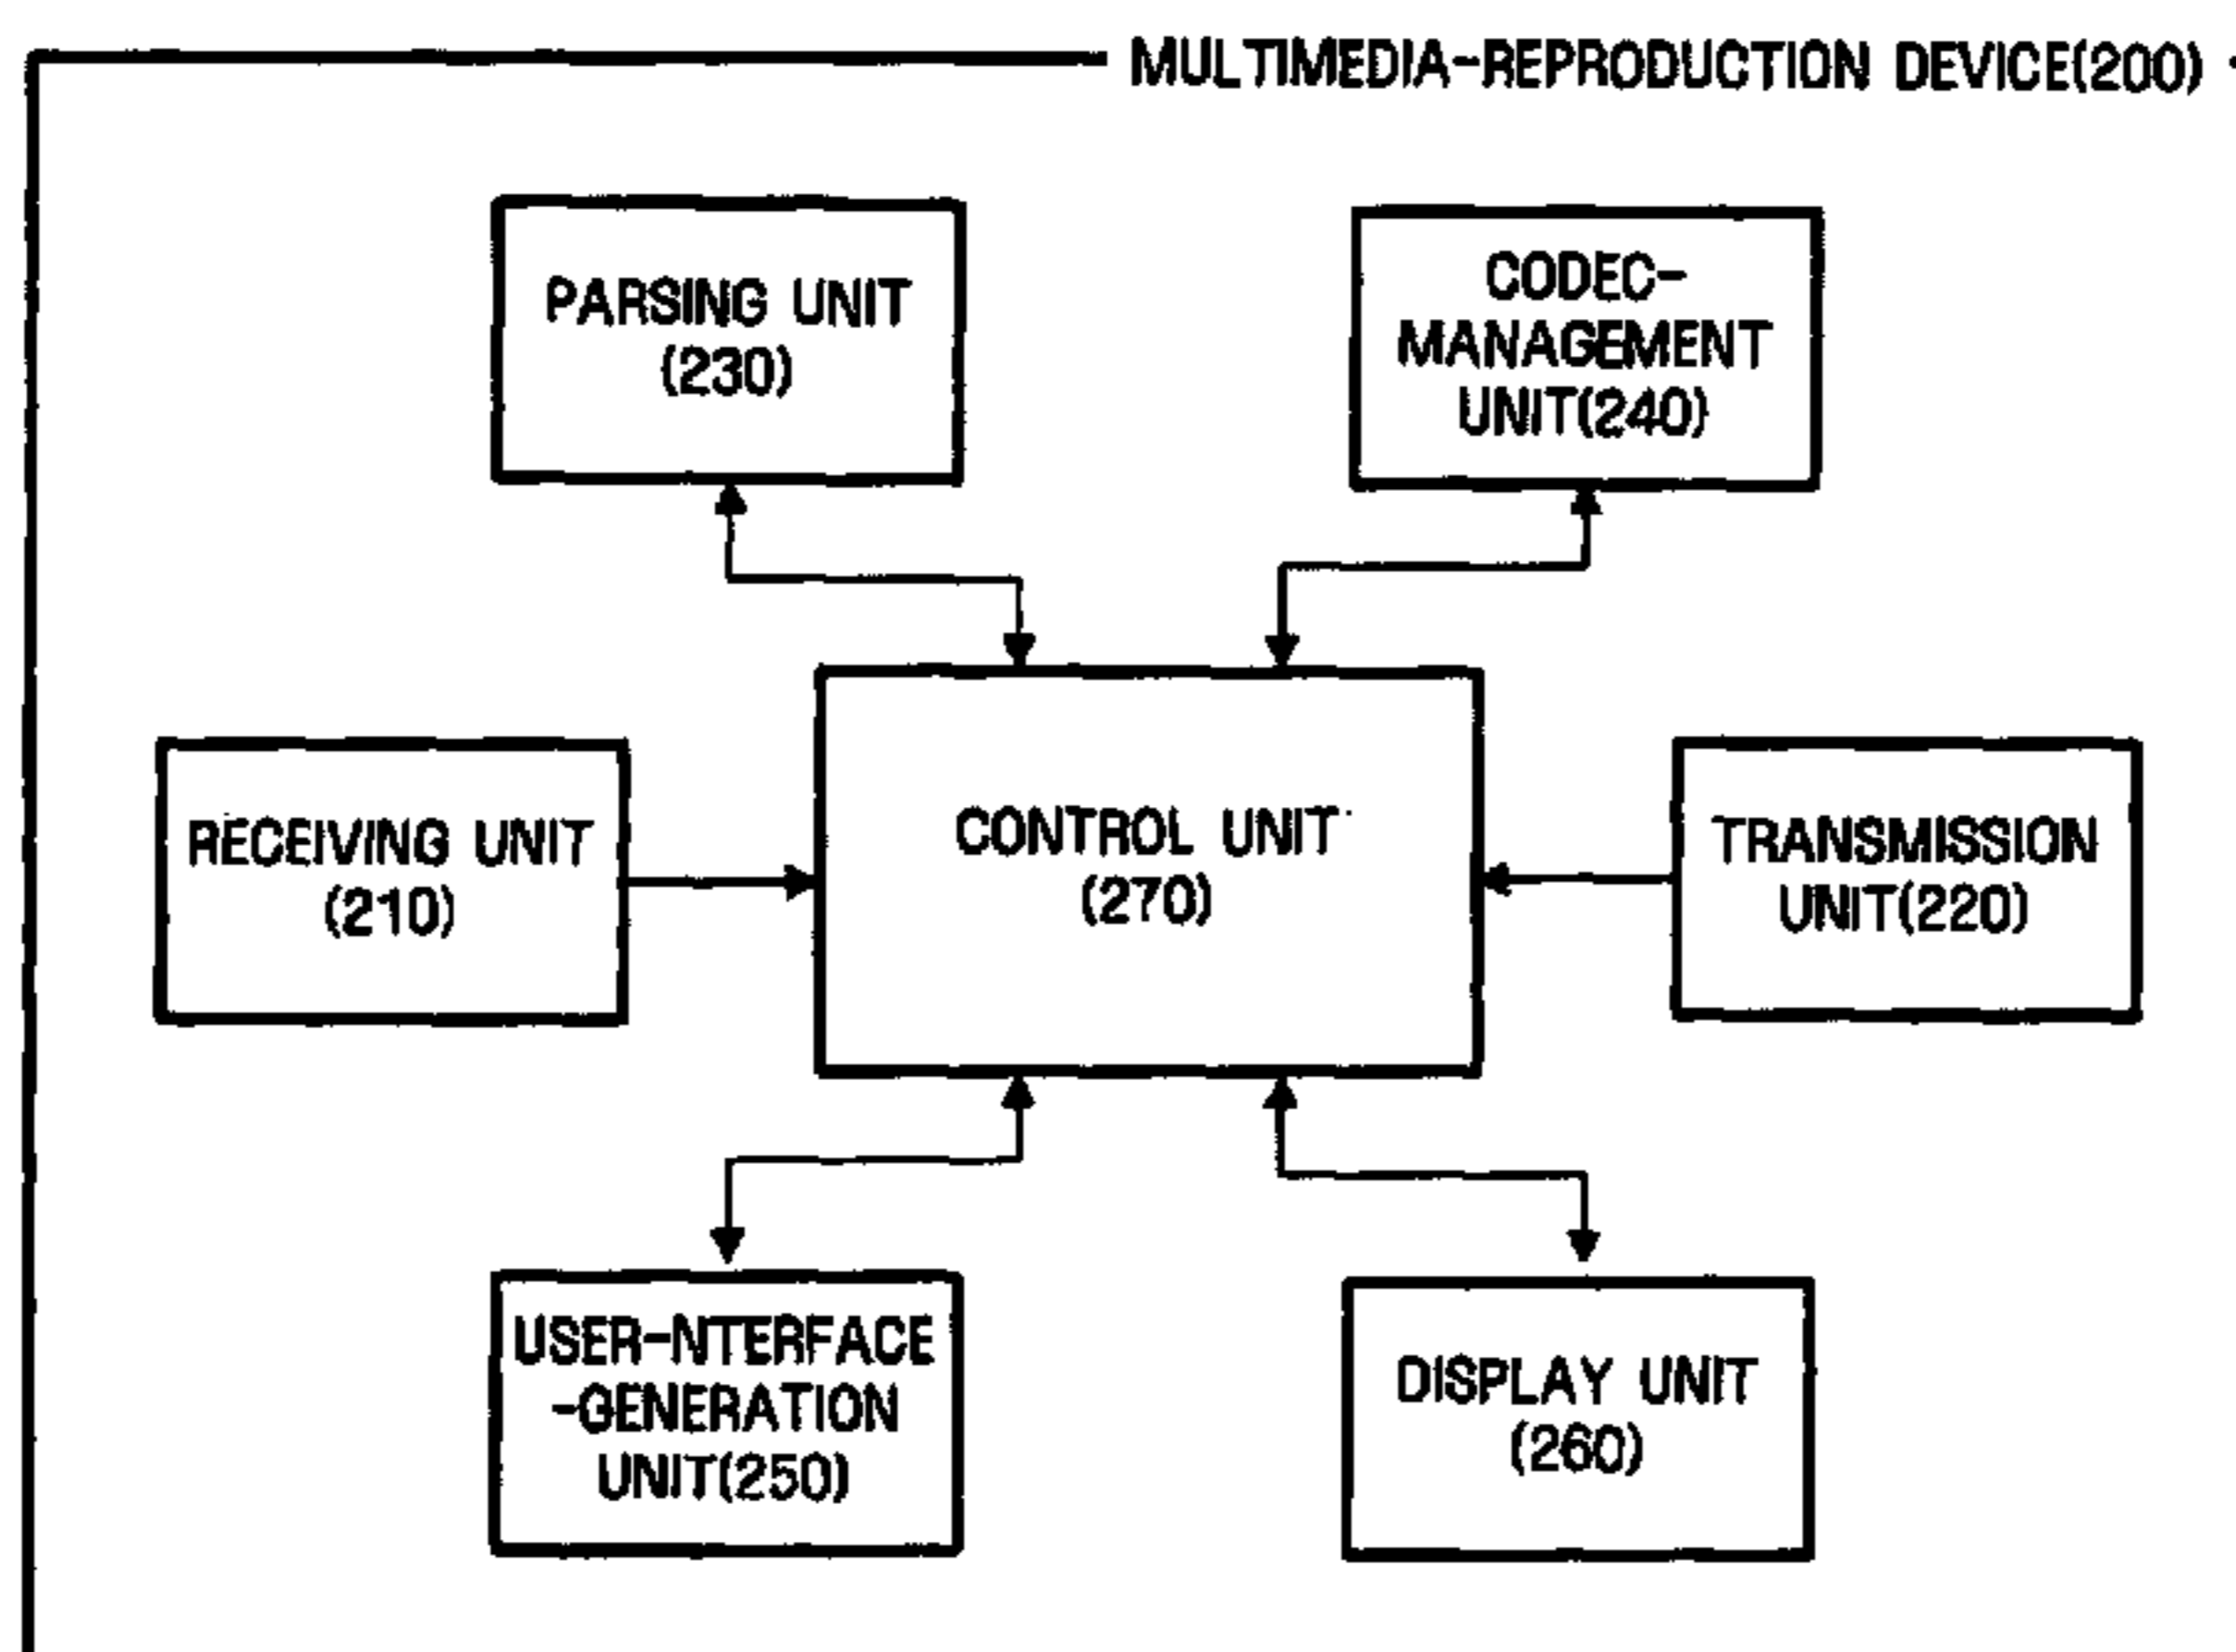 MULTIMEDIA-REPRODUCTION DEVICE(200)
PARSING UNIT
(230)
CODEC-
MANAGEMENT
UNIT(240)
RECEIVING UNIT
(210)
CONTROL UNIT
(270)
TRANSMISSION
UNIT(220)
USER-NTERFACE
-GENERATION
UNIT(250)
DISPLAY UNIT
(260)